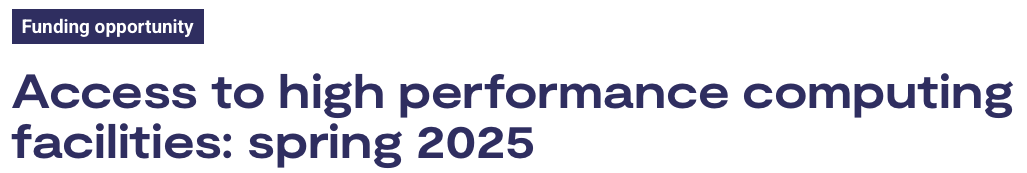 Funding opportunity
Access to high performance computing
facilities: spring 2025